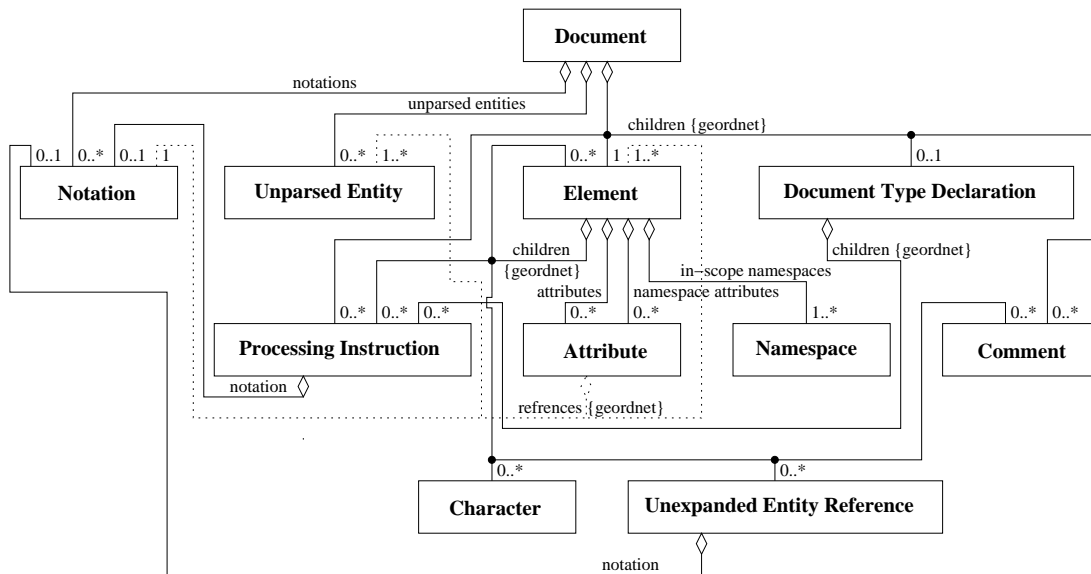 Document
notations
unparsed entities
children {geordnet}
0..1 0..* 0..1 1
0..* 1..*
0..* 1 1..*
0..1
Notation
Unparsed Entity
Element
Document Type Declaration
children
{geordnet}
children {geordnet}
in-scope namespaces
attributes
namespace attributes
0..* 0..* 0..*
0..* 0..*
1..*
0..* 0..*
Processing Instruction
Attribute
Namespace
Comment
notation
refrences {geordnet}
0..*
0..*
Character
Unexpanded Entity Reference
notation